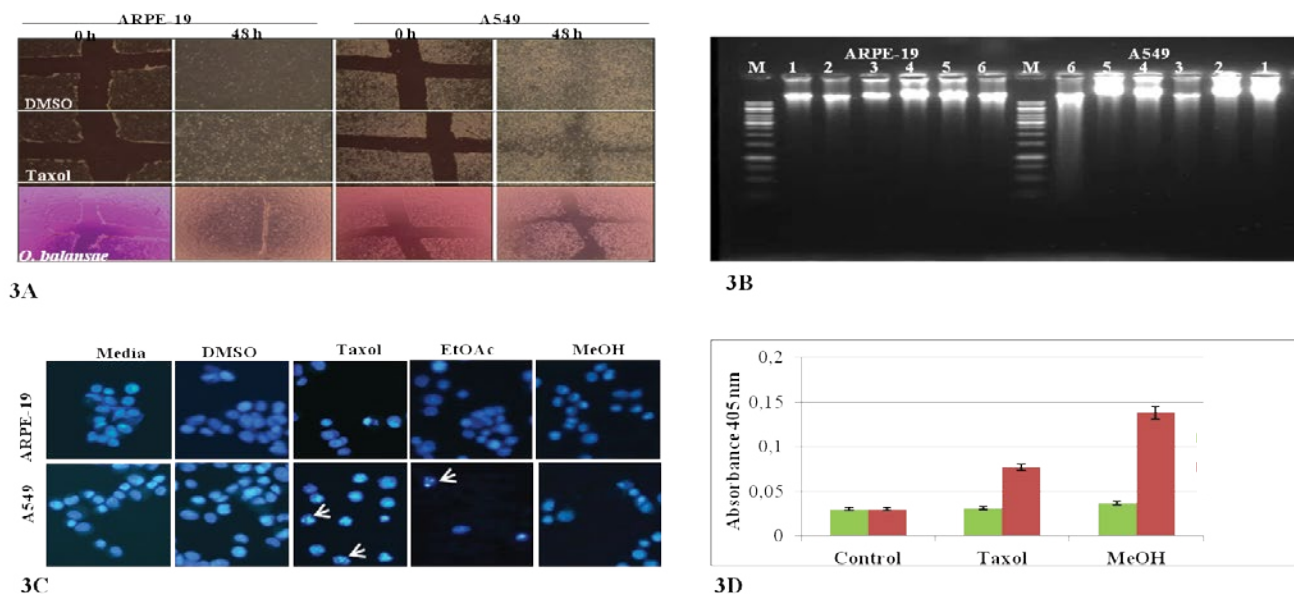 ARPE-19 A549
0 h 48 h 0 h 48 h
DMSO
Taxol
O. balansae
3A
ARPE-19 A549
M 1 2 3 4 5 6 M 6 5 4 3 2 1
3B
Media DMSO Taxol EtOAc MeOH
ARPE-19
A549
3C
0,2
0,15
0,1
0,05
0
Absorbance 405 nm
Control Taxol MeOH
3D